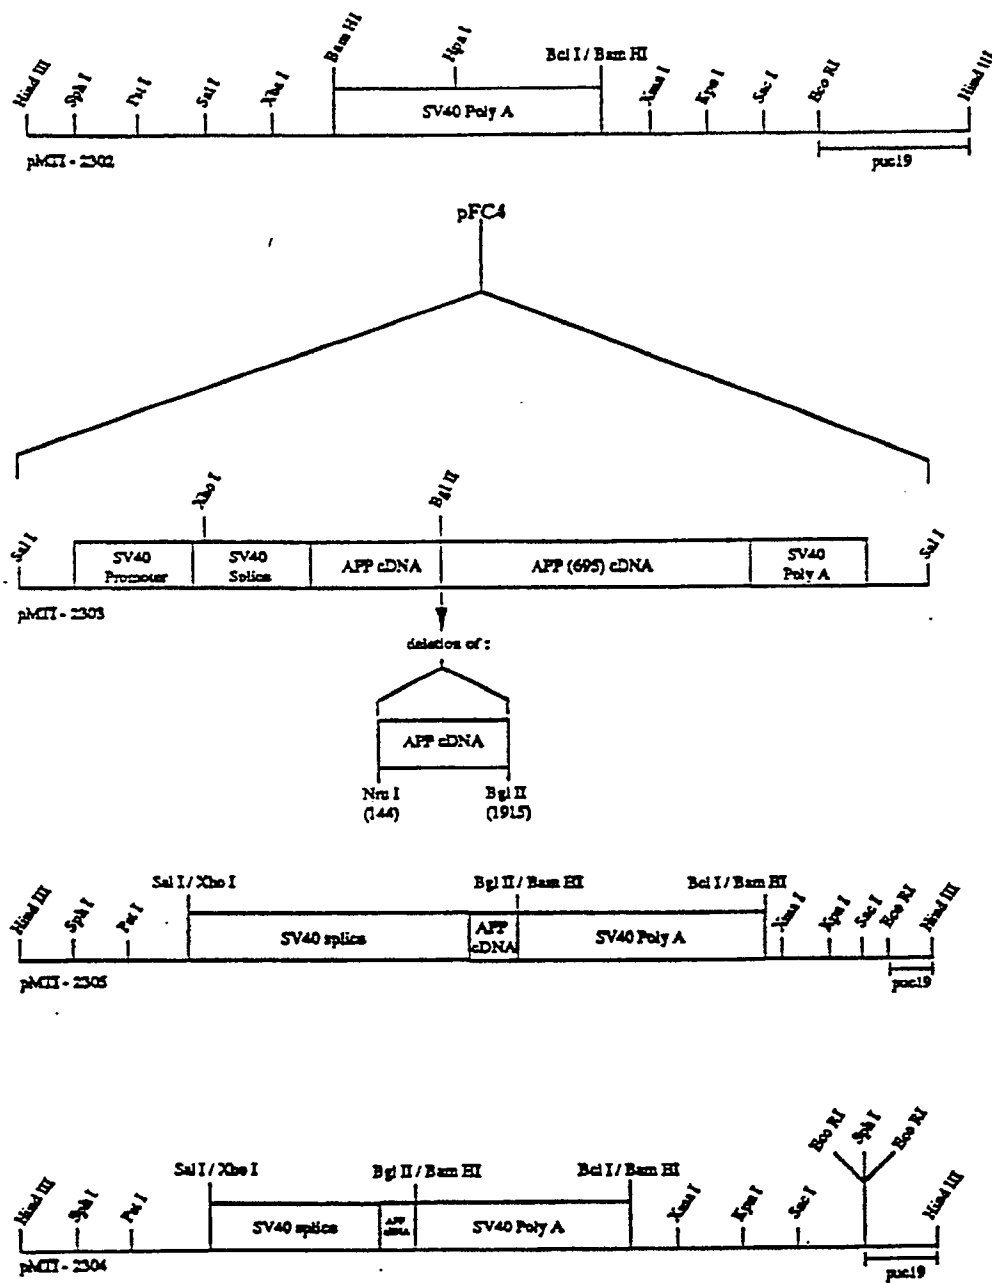 Hind III Sph I Pst I Sal I Xba I Bam HI Hpa I Bcl I / Bam HI Xma I Kpn I Sac I Eco RI Hind III
SV40 Poly A
pMTI - 2302
puc19
pFC4
Sal I Xho I Bgl II Sal I
SV40 Promoter
SV40 Splice
APP cDNA
APP (695) cDNA
SV40 Poly A
pMTI - 2303
deletion of :
APP cDNA
Nru I
(144)
Bgl II
(1915)
Hind III Sph I Pst I Sal I / Xho I Bgl II / Bam HI Bcl I / Bam HI Xma I Kpn I Sac I Eco RI Hind III
SV40 splice
APP cDNA
SV40 Poly A
pMTI - 2305
puc19
Hind III Sph I Pst I Sal I / Xho I Bgl II / Bam HI Bcl I / Bam HI Xma I Kpn I Sac I Eco RI Sph I Eco RI Hind III
SV40 splice
APP cDNA
SV40 Poly A
pMTI - 2304
puc19